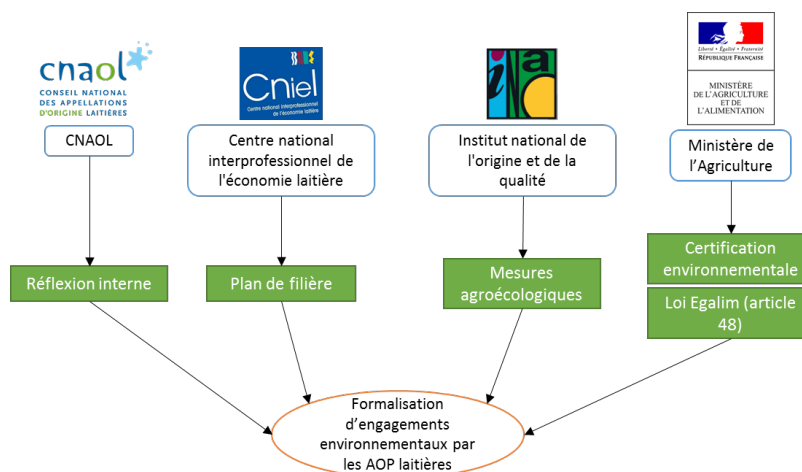 cnaol
CONSEIL NATIONAL
DES APPELLATIONS
D'ORIGINE LAITIÈRES
Cniel
Centre national interprofessionnel
de l'économie laitière
inao
Liberté • Égalité • Fraternité
RÉPUBLIQUE FRANÇAISE
MINISTÈRE
DE L'AGRICULTURE
ET DE
L'ALIMENTATION
CNAOL
Centre national
interprofessionnel de
l'économie laitière
Institut national de
l'origine et de la
qualité
Ministère de
l'Agriculture
Réflexion interne
Plan de filière
Mesures
agroécologiques
Certification
environnementale
Loi Egalim (article
48)
Formalisation
d'engagements
environnementaux par
les AOP laitières